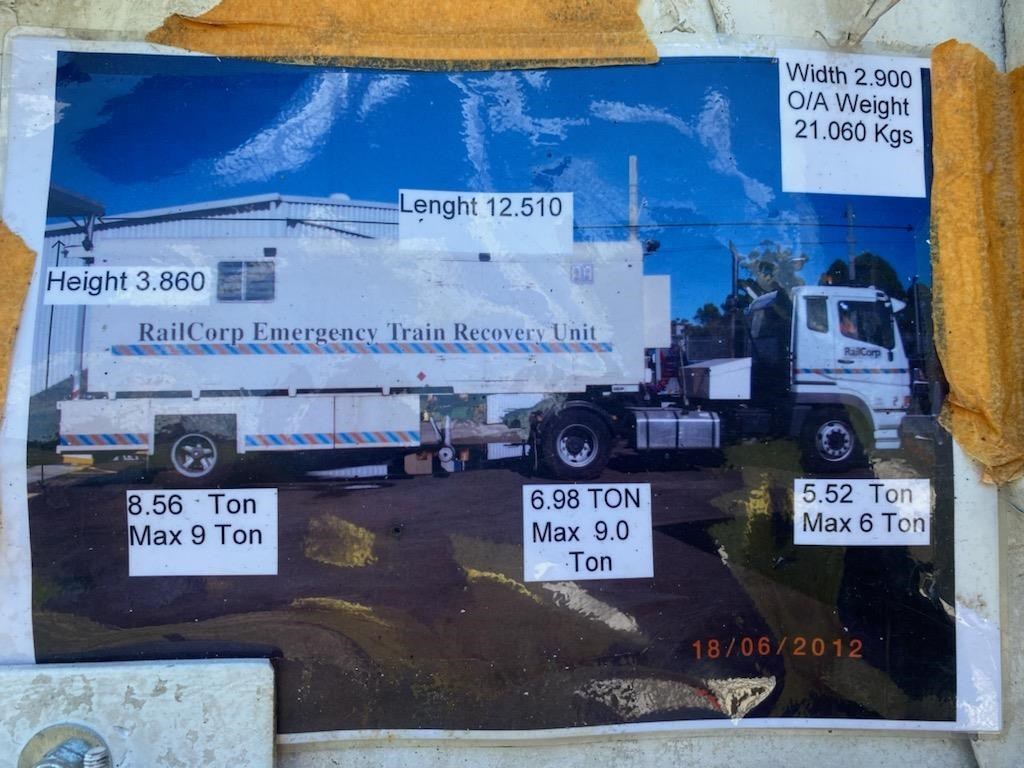 Width 2.900
O/A Weight
21.060 Kgs
Lenght 12.510
Height 3.860
RailCorp Emergency Train Recovery Unit
RailCorp
8.56 Ton
Max 9 Ton
6.98 TON
Max 9.0
Ton
5.52 Ton
Max 6 Ton
18/06/2012